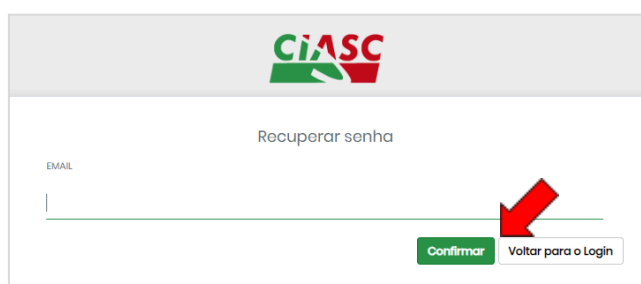 CiASC
Recuperar senha
EMAIL
Confirmar
Voltar para o Login